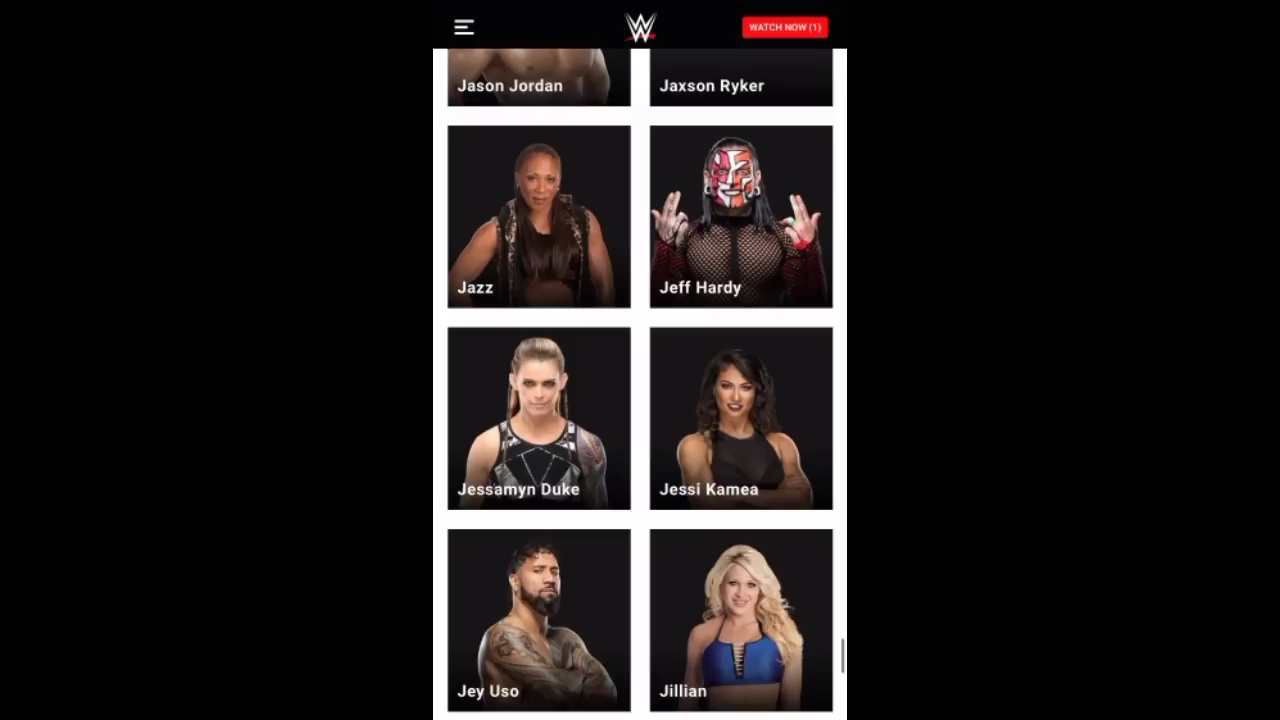 WATCH NOW (1)
Jason Jordan
Jaxson Ryker
Jazz
Jeff Hardy
Jessamyn Duke
Jessi Kamea
Jey Uso
Jillian